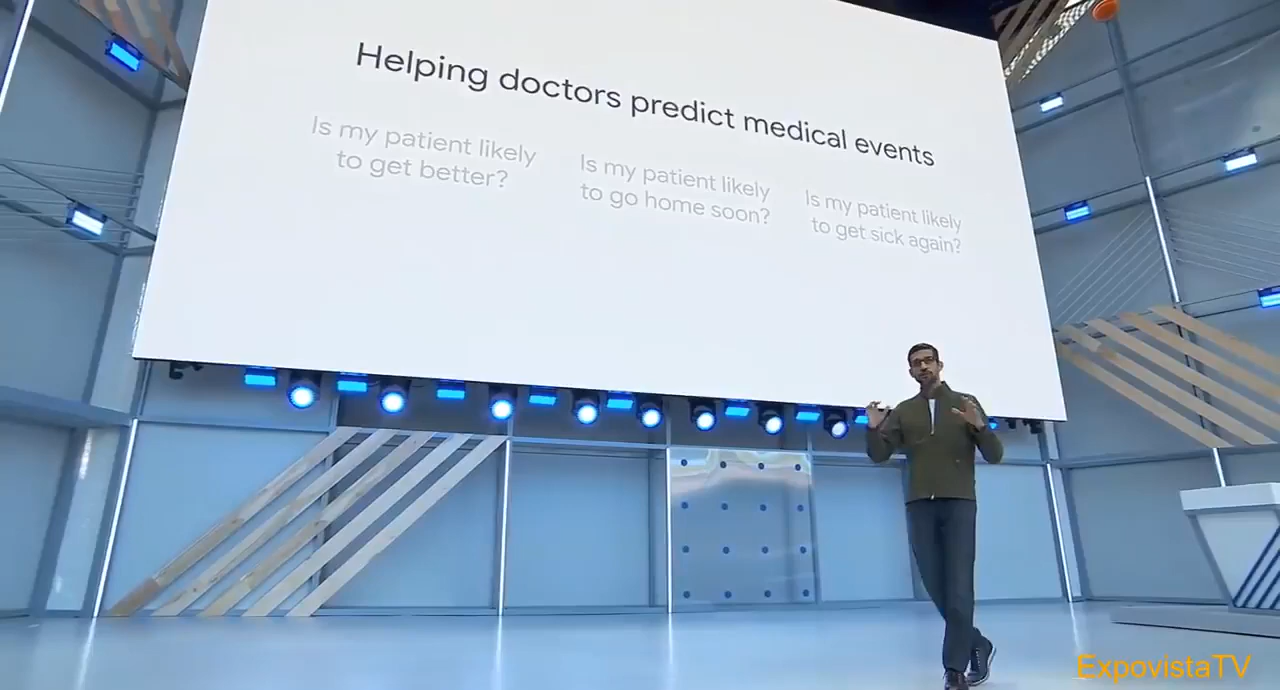 Helping doctors predict medical events
Is my patient likely
to get better?
Is my patient likely
to go home soon?
Is my patient likely
to get sick again?
ExpovistaTV